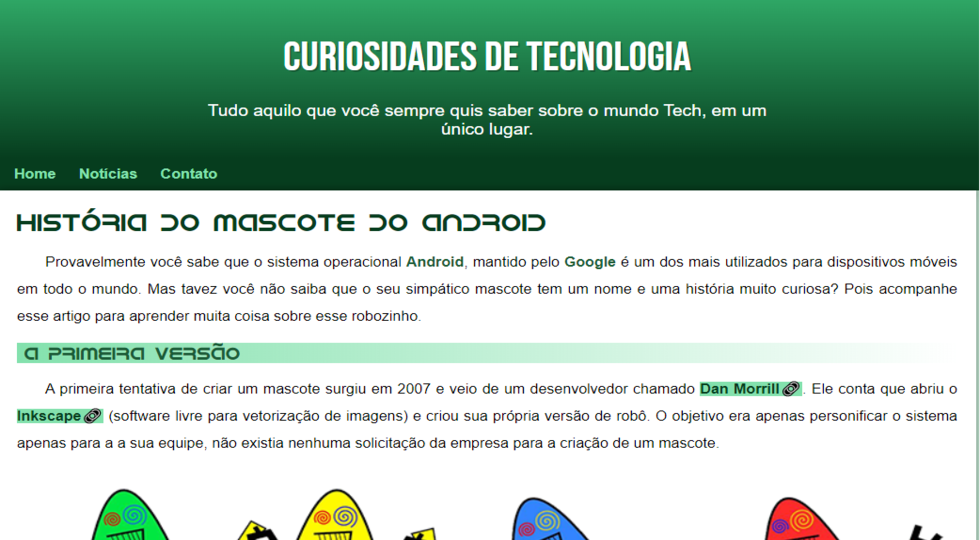 CURIOSIDADES DE TECNOLOGIA
Tudo aquilo que você sempre quis saber sobre o mundo Tech, em um
único lugar.
Home Notícias Contato
História do Mascote do Android
Provavelmente você sabe que o sistema operacional Android, mantido pelo Google é um dos mais utilizados para dispositivos móveis
em todo o mundo. Mas tavez você não saiba que o seu simpático mascote tem um nome e uma história muito curiosa? Pois acompanhe
esse artigo para aprender muita coisa sobre esse robozinho.
A primeira versão
A primeira tentativa de criar um mascote surgiu em 2007 e veio de um desenvolvedor chamado Dan Morrill. Ele conta que abriu o
Inkscape (software livre para vetorização de imagens) e criou sua própria versão de robô. O objetivo era apenas personificar o sistema
apenas para a a sua equipe, não existia nenhuma solicitação da empresa para a criação de um mascote.